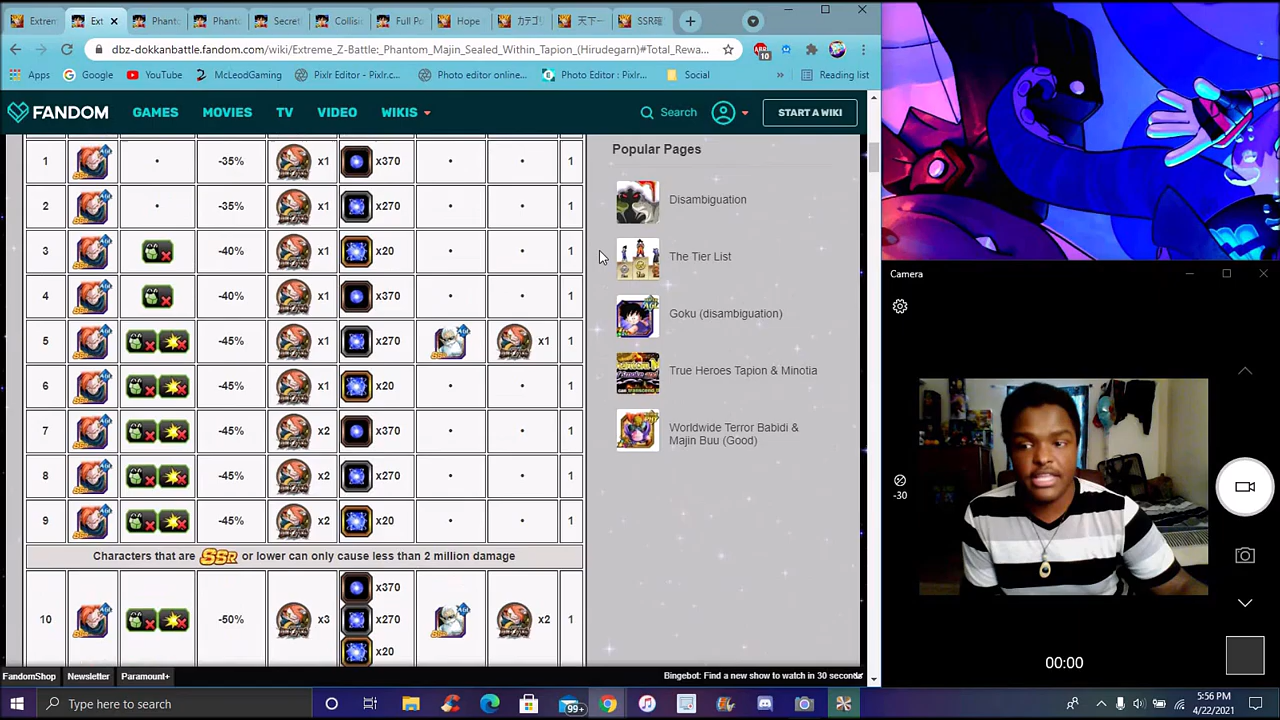 Extrem
Ext
Phanto
Phant
Secret
Collisi
Full Po
Hope
カテゴリ
天下一
SSR確
dbz-dokkanbattle.fandom.com/wiki/Extreme_Z-Battle:_Phantom_Majin_Sealed_Within_Tapion_(Hirudegarn)#Total_Rewa...
ABP
10
Apps
Google
YouTube
McLeodGaming
Pixlr Editor - Pixlr.c...
Photo editor online...
Photo Editor : Pixlr...
Social
»
Reading list
FANDOM
GAMES
MOVIES
TV
VIDEO
WIKIS
Search
START A WIKI
1 • -35% x1 x370 • • 1
2 • -35% x1 x270 • • 1
3 -40% x1 x20 • • 1
4 -40% x1 x370 • • 1
5 -45% x1 x270 x1 1
6 -45% x1 x20 • • 1
7 -45% x2 x370 • • 1
8 -45% x2 x270 • • 1
9 -45% x2 x20 • • 1
Characters that are SSR or lower can only cause less than 2 million damage
x370
10 -50% x3 x270 x2 1
x20
Popular Pages
Disambiguation
The Tier List
Goku (disambiguation)
True Heroes Tapion & Minotia
Worldwide Terror Babidi &
Majin Buu (Good)
FandomShop
Newsletter
Paramount+
Bingebot: Find a new show to watch in 30 seconds
Camera
-30
00:00
Type here to search
99+
5:56 PM
4/22/2021